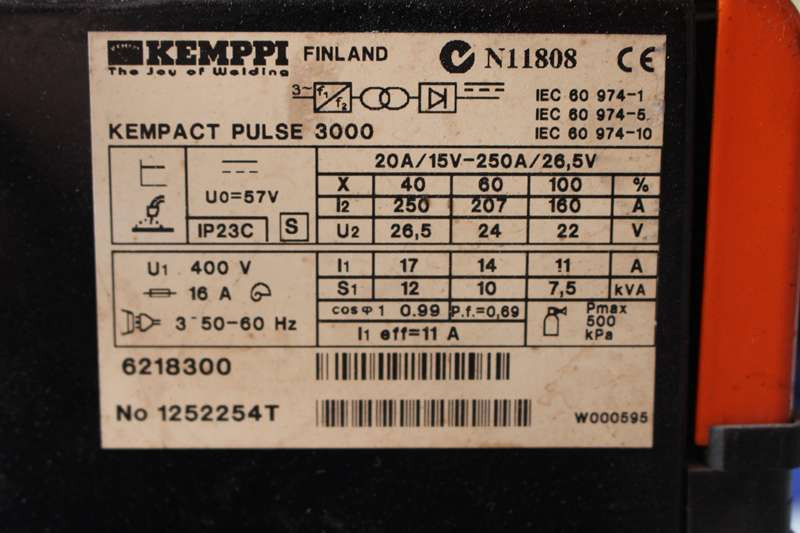 KEMPPI FINLAND N11808 CE
The Joy of Welding
3~ f1 f2
IEC 60 974-1
IEC 60 974-5
IEC 60 974-10
KEMPACT PULSE 3000
20A/15V-250A/26,5V
X 40 60 100 %
I2 250 207 160 A
U2 26,5 24 22 V
U0=57V
IP23C S
U1 400 V
16 A
3~50-60 Hz
I1 17 14 11 A
S1 12 10 7,5 kVA
cosφ1 0.99 P.f.=0,69
I1 eff=11 A
Pmax
500
kPa
6218300
No 1252254T
W000595